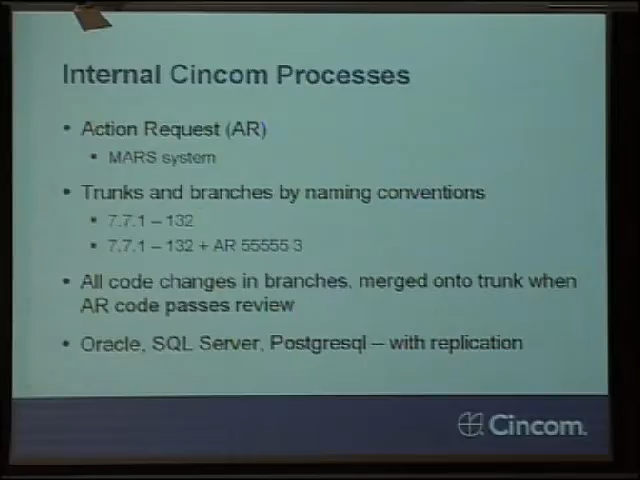 Internal Cincom Processes
• Action Request (AR)
• MARS system
• Trunks and branches by naming conventions
• 7.7.1 – 132
• 7.7.1 – 132 + AR 55555 3
• All code changes in branches, merged onto trunk when
AR code passes review
• Oracle, SQL Server, Postgresql – with replication
Cincom.